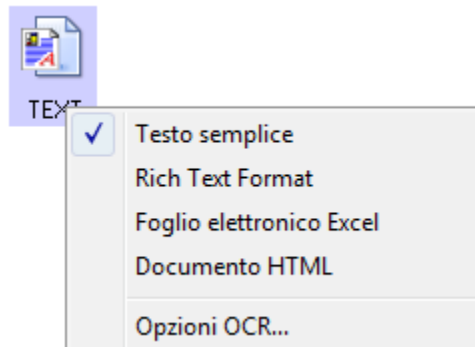 TEXT
Testo semplice
Rich Text Format
Foglio elettronico Excel
Documento HTML
Opzioni OCR...